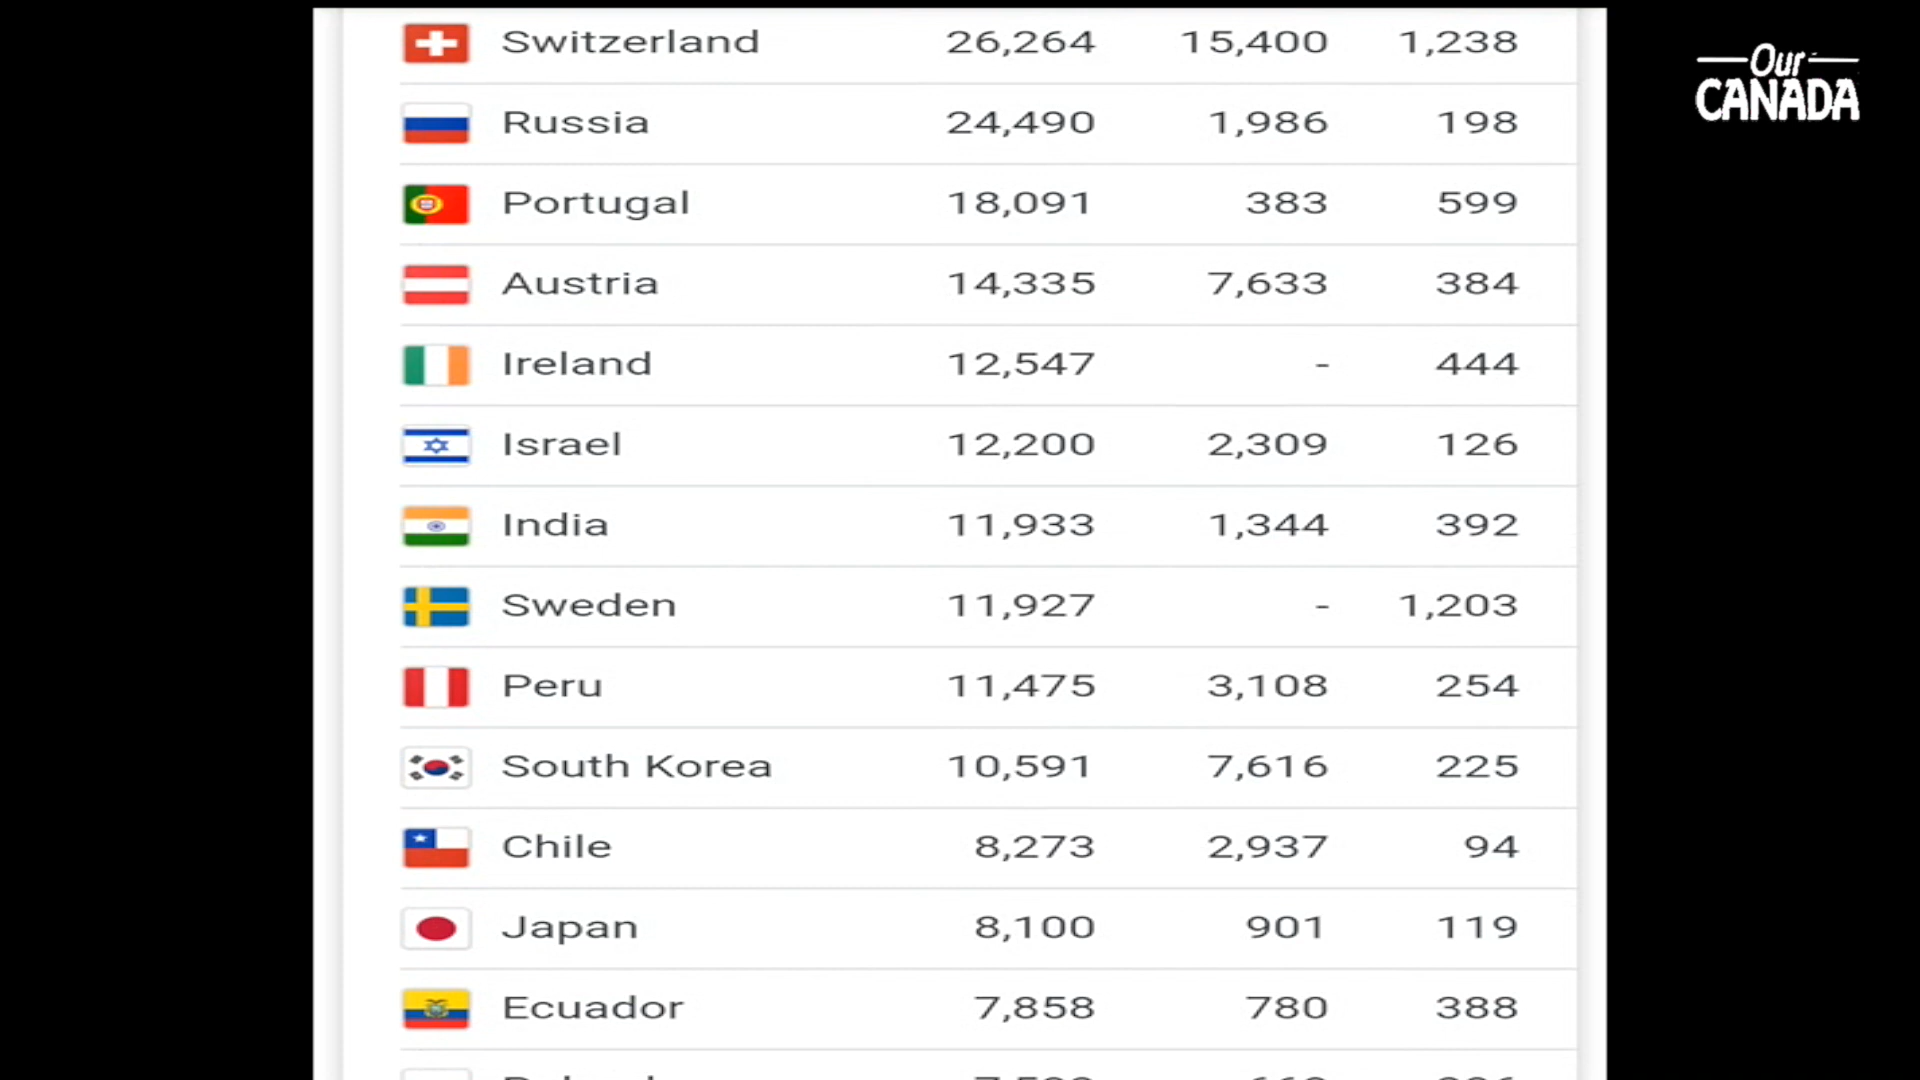 Switzerland 26,264 15,400 1,238
Our
CANADA
Russia 24,490 1,986 198
Portugal 18,091 383 599
Austria 14,335 7,633 384
Ireland 12,547 - 444
Israel 12,200 2,309 126
India 11,933 1,344 392
Sweden 11,927 - 1,203
Peru 11,475 3,108 254
South Korea 10,591 7,616 225
Chile 8,273 2,937 94
Japan 8,100 901 119
Ecuador 7,858 780 388